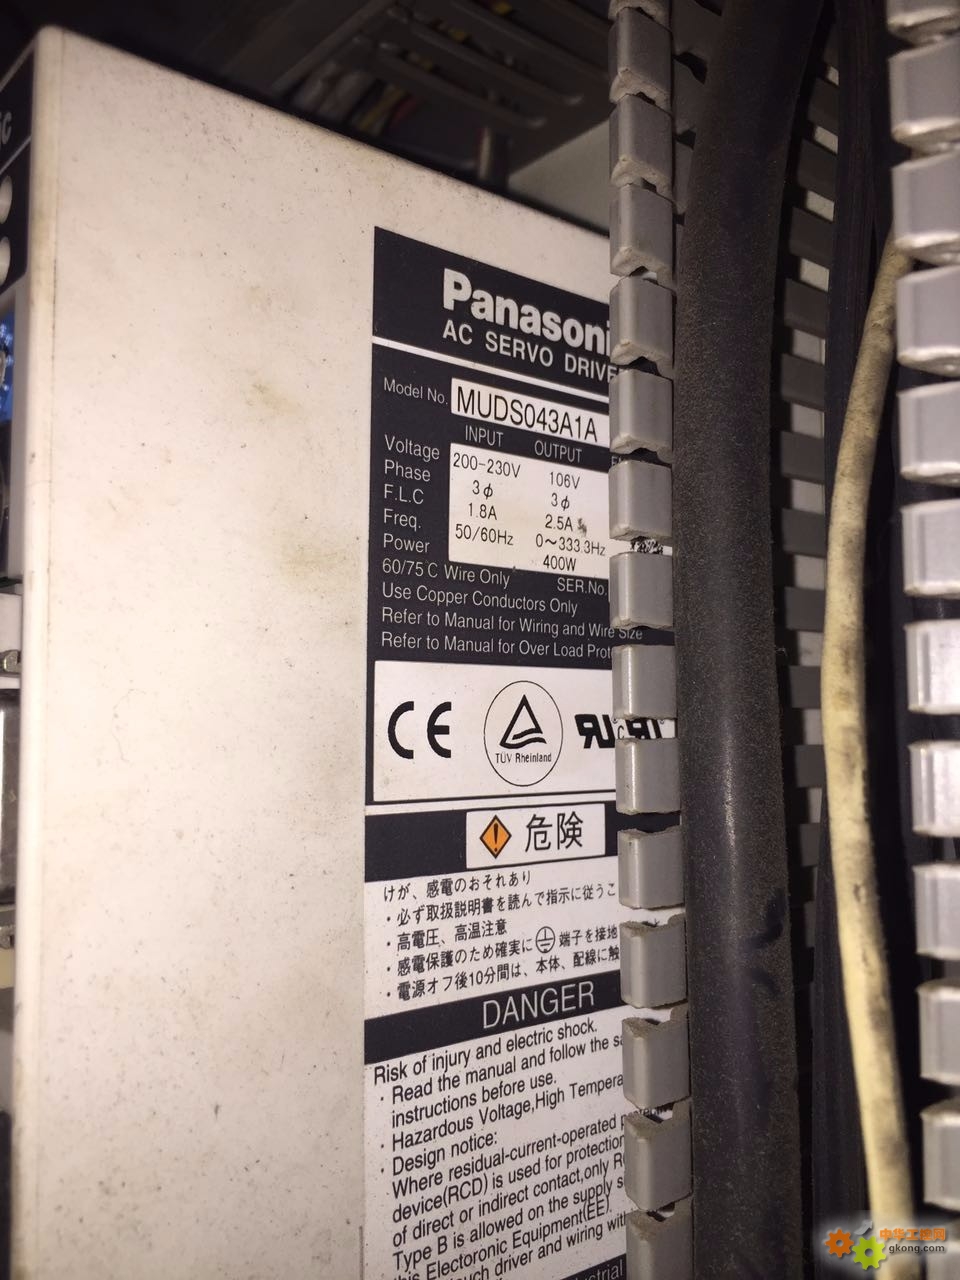 ic
Panasoni
AC SERVO DRIVE
Model No. MUDS043A1A
INPUT OUTPUT
Voltage 200-230V 106V
Phase 3φ 3φ
F.L.C 1.8A 2.5A
Freq. 50/60Hz 0～333.3Hz
Power 400W
60/75°C Wire Only SER.No.
Use Copper Conductors Only
Refer to Manual for Wiring and Wire Size
Refer to Manual for Over Load Prote
CE
TÜV Rheinland
危険
けが、感電のおそれあり
・必ず取扱説明書を読んで指示に従うこ
・高電圧、高温注意
・感電保護のため確実に 端子を接地
・電源オフ後10分間は、本体、配線に触
DANGER
Risk of injury and electric shock.
・Read the manual and follow the sa
instructions before use.
・Hazardous Voltage,High Tempera
・Design notice:
Where residual-current-operated
device(RCD) is used for protection
of direct or indirect contact,only R
Type B is allowed on the supply s
this Electoronic Equipment(EE).
touch driver and wiring with
strial
中华工控网
gkong.com